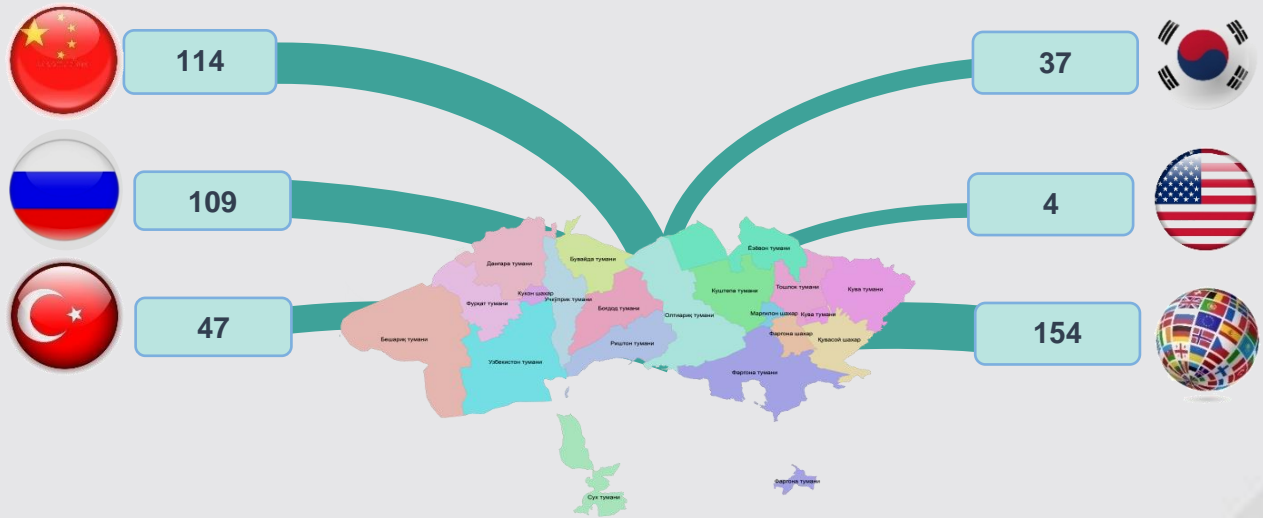 114
37
109
4
47
154
Данғара тумани
Бувайда тумани
Ёзёвон тумани
Фурқат тумани
Қўқон шаҳар
Учкўприк тумани
Боғдод тумани
Қуштепа тумани
Тошлоқ тумани
Қува тумани
Бешариқ тумани
Олтиариқ тумани
Марғилон шаҳар
Қува тумани
Ўзбекистон тумани
Риштон тумани
Фарғона шаҳар
Қувасой шаҳар
Фарғона тумани
Сух тумани
Фарғона тумани